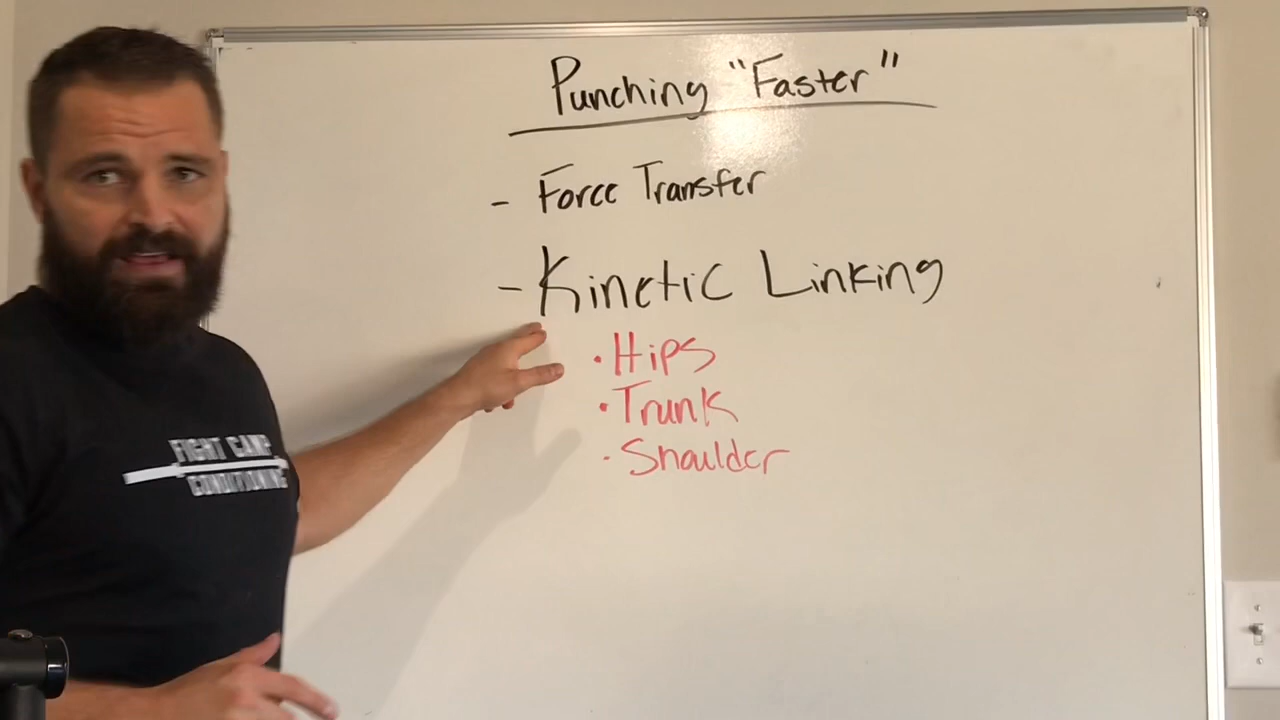 Punching "Faster"
- Force Transfer
- Kinetic Linking
• Hips
• Trunk
• Shoulder
FIGHT CAMP
CONDITIONING